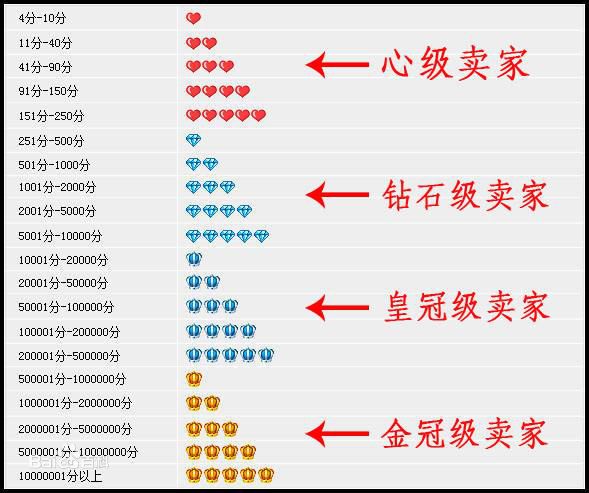 4分-10分
11分-40分
41分-90分
心级卖家
91分-150分
151分-250分
251分-500分
501分-1000分
1001分-2000分
钻石级卖家
2001分-5000分
5001分-10000分
10001分-20000分
20001分-50000分
50001分-100000分
皇冠级卖家
100001分-200000分
200001分-500000分
500001分-1000000分
1000001分-2000000分
2000001分-5000000分
金冠级卖家
5000001分-10000000分
Baidu百科
10000001分以上